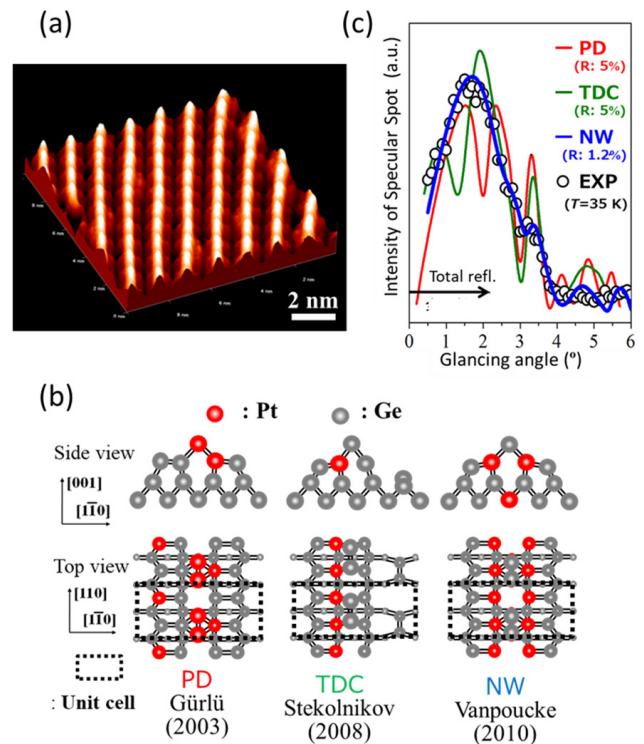 (a)
2 nm
(c)
Intensity of Specular Spot (a.u.)
PD
(R: 5%)
TDC
(R: 5%)
NW
(R: 1.2%)
EXP
(T=35 K)
Total refl.
0 1 2 3 4 5 6
Glancing angle (º)
(b)
: Pt : Ge
Side view
[001]
[11̅0]
Top view
[110]
[11̅0]
: Unit cell
PD TDC NW
Gürlü Stekolnikov Vanpoucke
(2003) (2008) (2010)